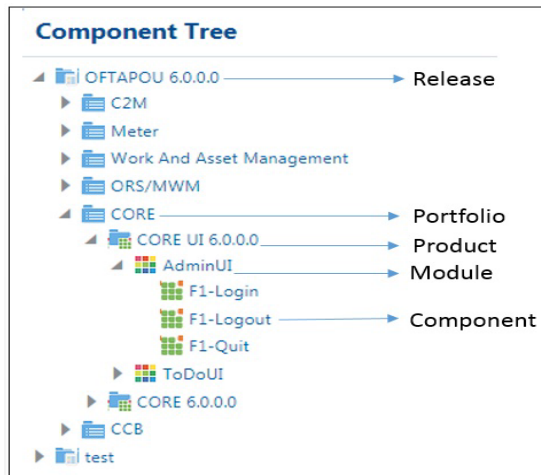 Component Tree
OFTAPOU 6.0.0.0 Release
C2M
Meter
Work And Asset Management
ORS/MWM
CORE Portfolio
CORE UI 6.0.0.0 Product
AdminUI Module
F1-Login
F1-Logout Component
F1-Quit
ToDoUI
CORE 6.0.0.0
CCB
test